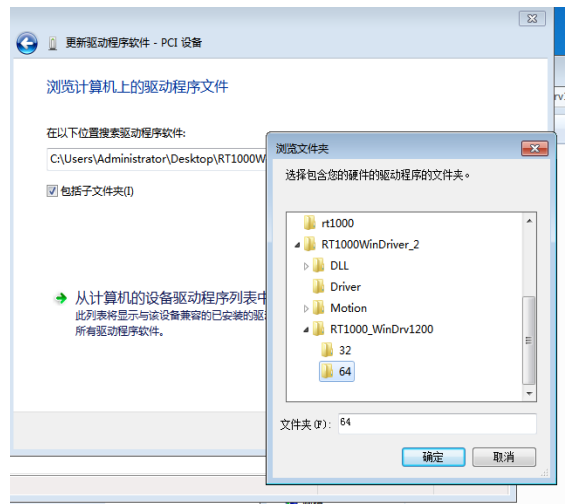 更新驱动程序软件 - PCI 设备
浏览计算机上的驱动程序文件
在以下位置搜索驱动程序软件:
C:\Users\Administrator\Desktop\RT1000W
包括子文件夹(I)
从计算机的设备驱动程序列表中
此列表将显示与该设备兼容的已安装的驱
所有驱动程序软件。
浏览文件夹
选择包含您的硬件的驱动程序的文件夹。
rt1000
RT1000WinDriver_2
DLL
Driver
Motion
RT1000_WinDrv1200
32
64
文件夹(F): 64
确定 取消